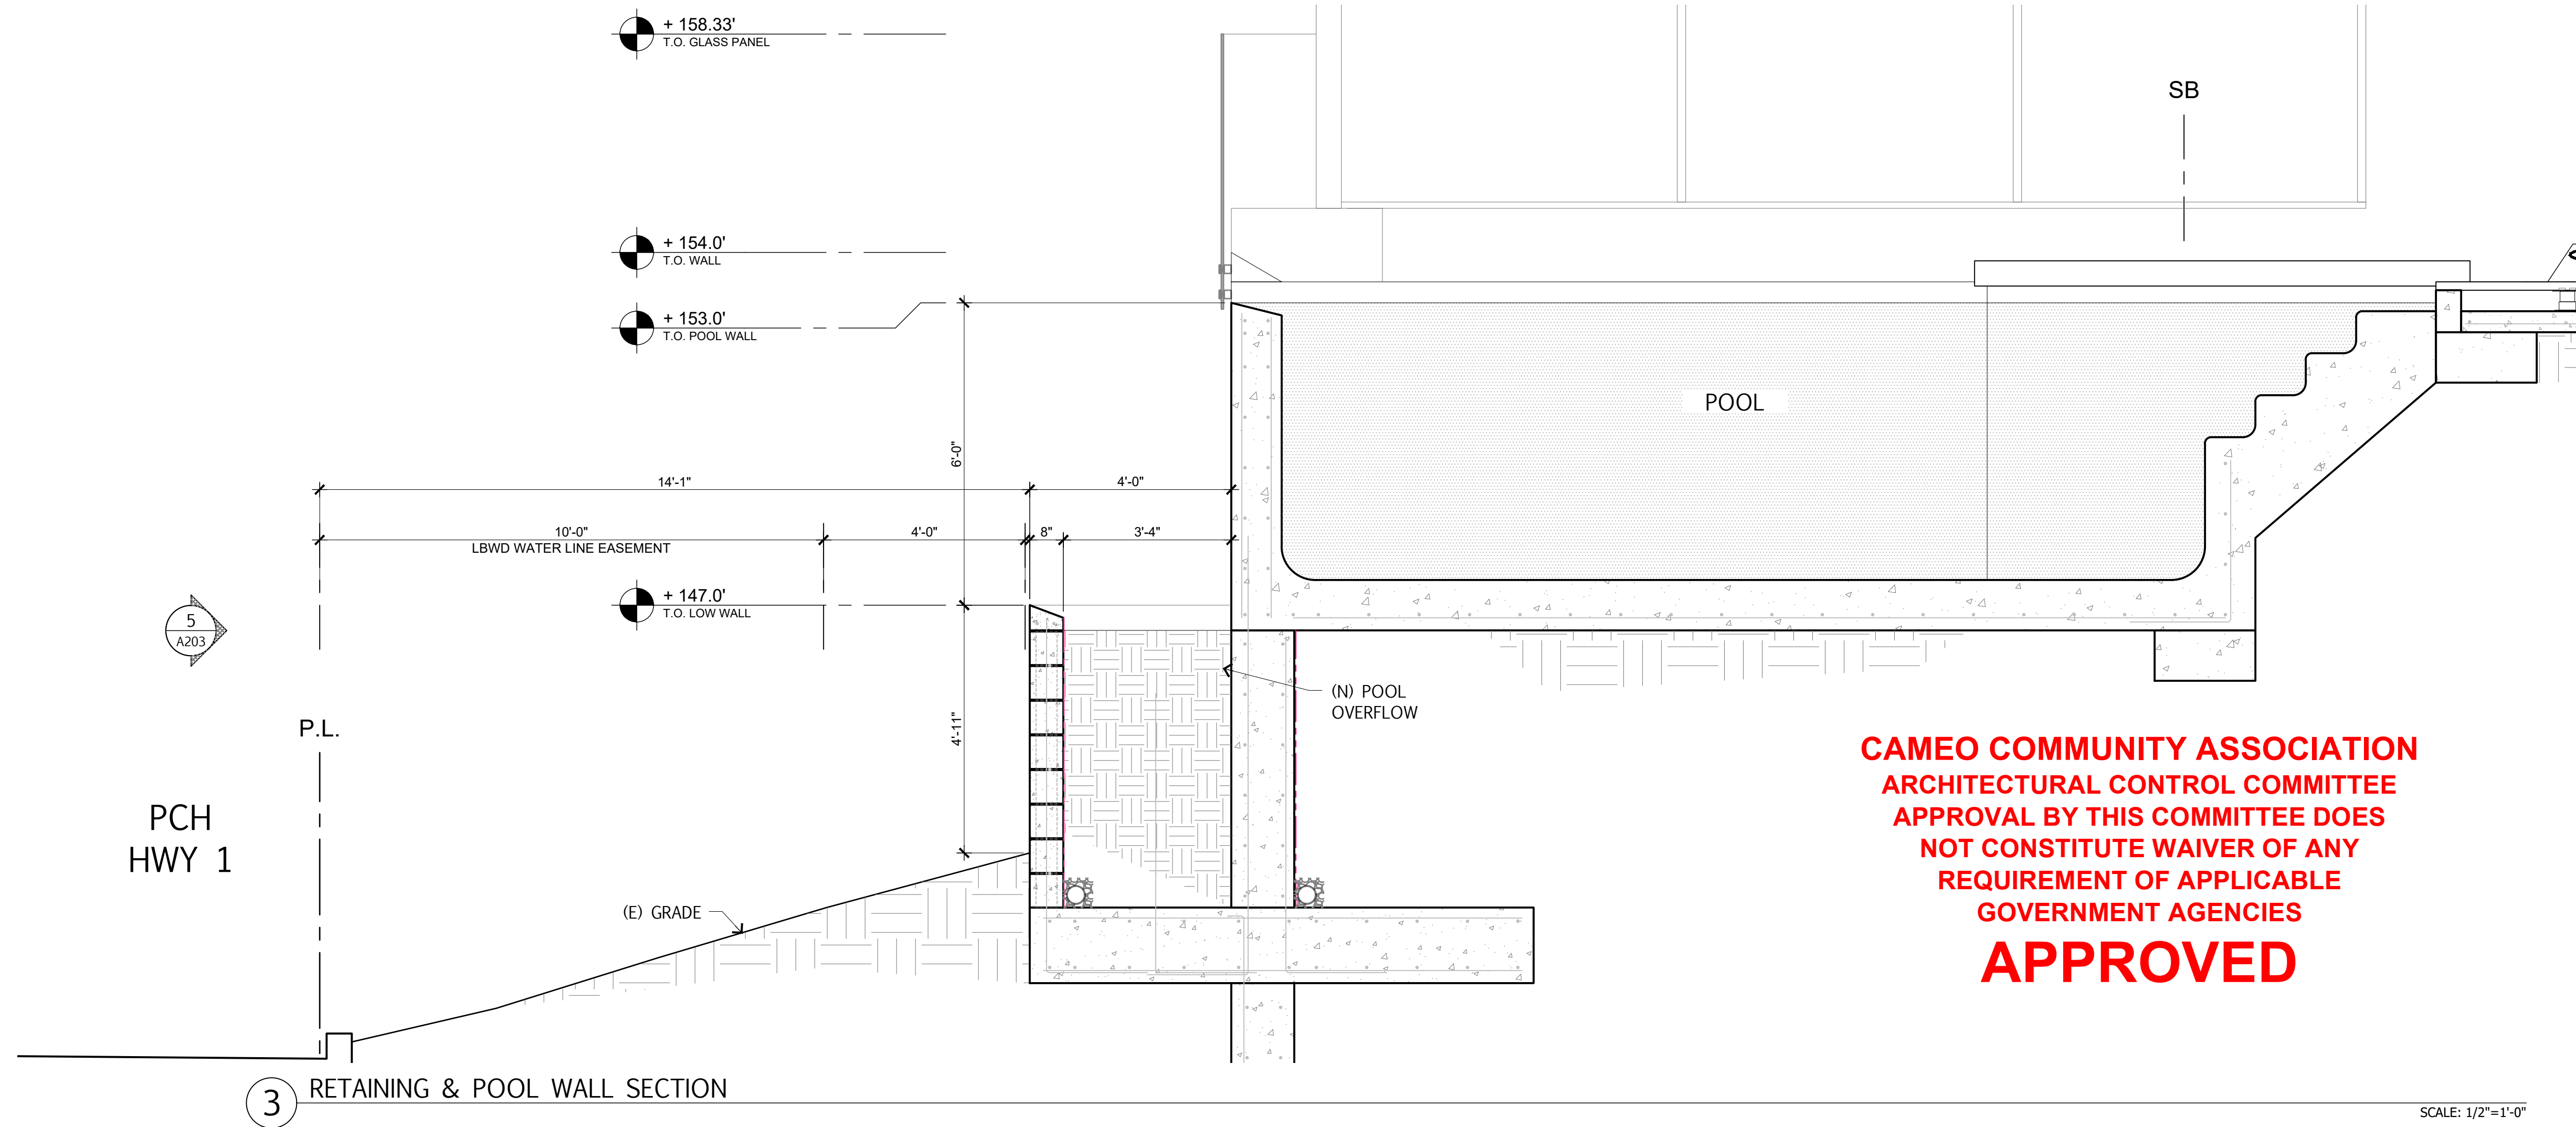 + 158.33'
T.O. GLASS PANEL
SB
+ 154.0'
T.O. WALL
+ 153.0'
T.O. POOL WALL
POOL
6'-0"
14'-1"
4'-0"
10'-0"
LBWD WATER LINE EASEMENT
4'-0"
8"
3'-4"
+ 147.0'
T.O. LOW WALL
5
A203
(N) POOL
OVERFLOW
4'-11"
P.L.
PCH
HWY 1
(E) GRADE
CAMEO COMMUNITY ASSOCIATION
ARCHITECTURAL CONTROL COMMITTEE
APPROVAL BY THIS COMMITTEE DOES
NOT CONSTITUTE WAIVER OF ANY
REQUIREMENT OF APPLICABLE
GOVERNMENT AGENCIES
APPROVED
3
RETAINING & POOL WALL SECTION
SCALE: 1/2"=1'-0"